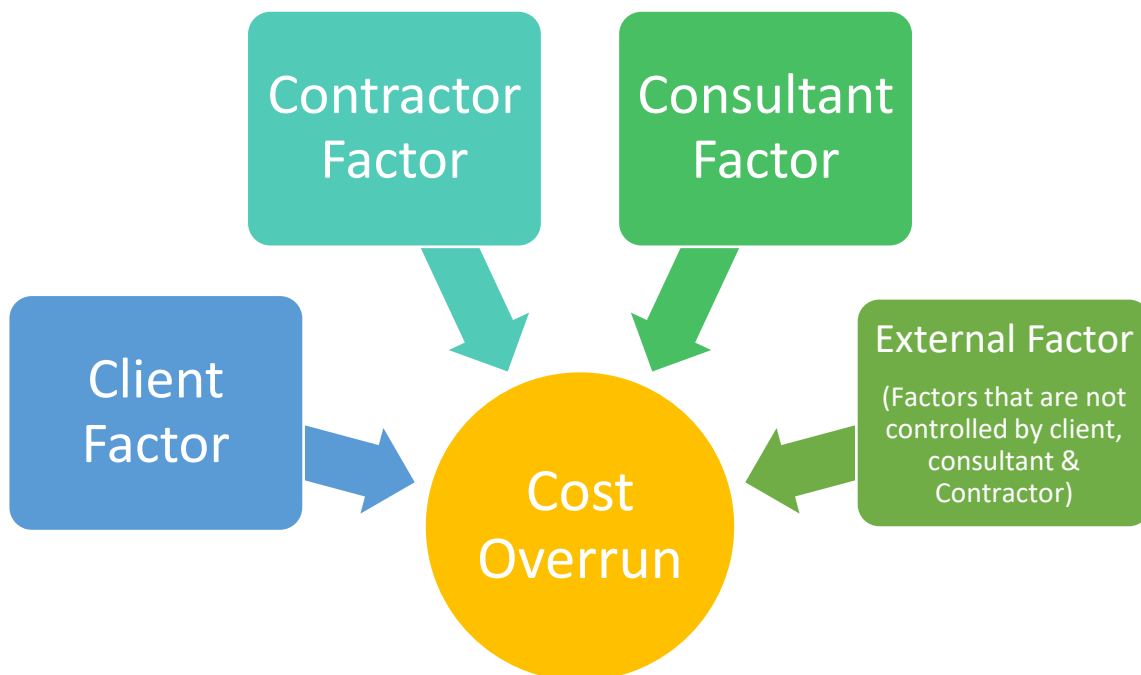 Contractor
Factor
Consultant
Factor
Client
Factor
External Factor
(Factors that are not
controlled by client,
consultant &
Contractor)
Cost
Overrun